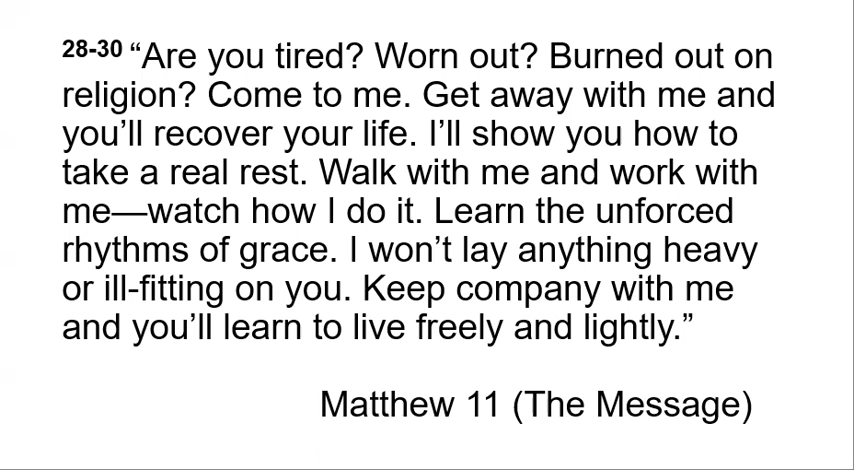 28-30 “Are you tired? Worn out? Burned out on
religion? Come to me. Get away with me and
you’ll recover your life. I’ll show you how to
take a real rest. Walk with me and work with
me—watch how I do it. Learn the unforced
rhythms of grace. I won’t lay anything heavy
or ill-fitting on you. Keep company with me
and you’ll learn to live freely and lightly.”
Matthew 11 (The Message)